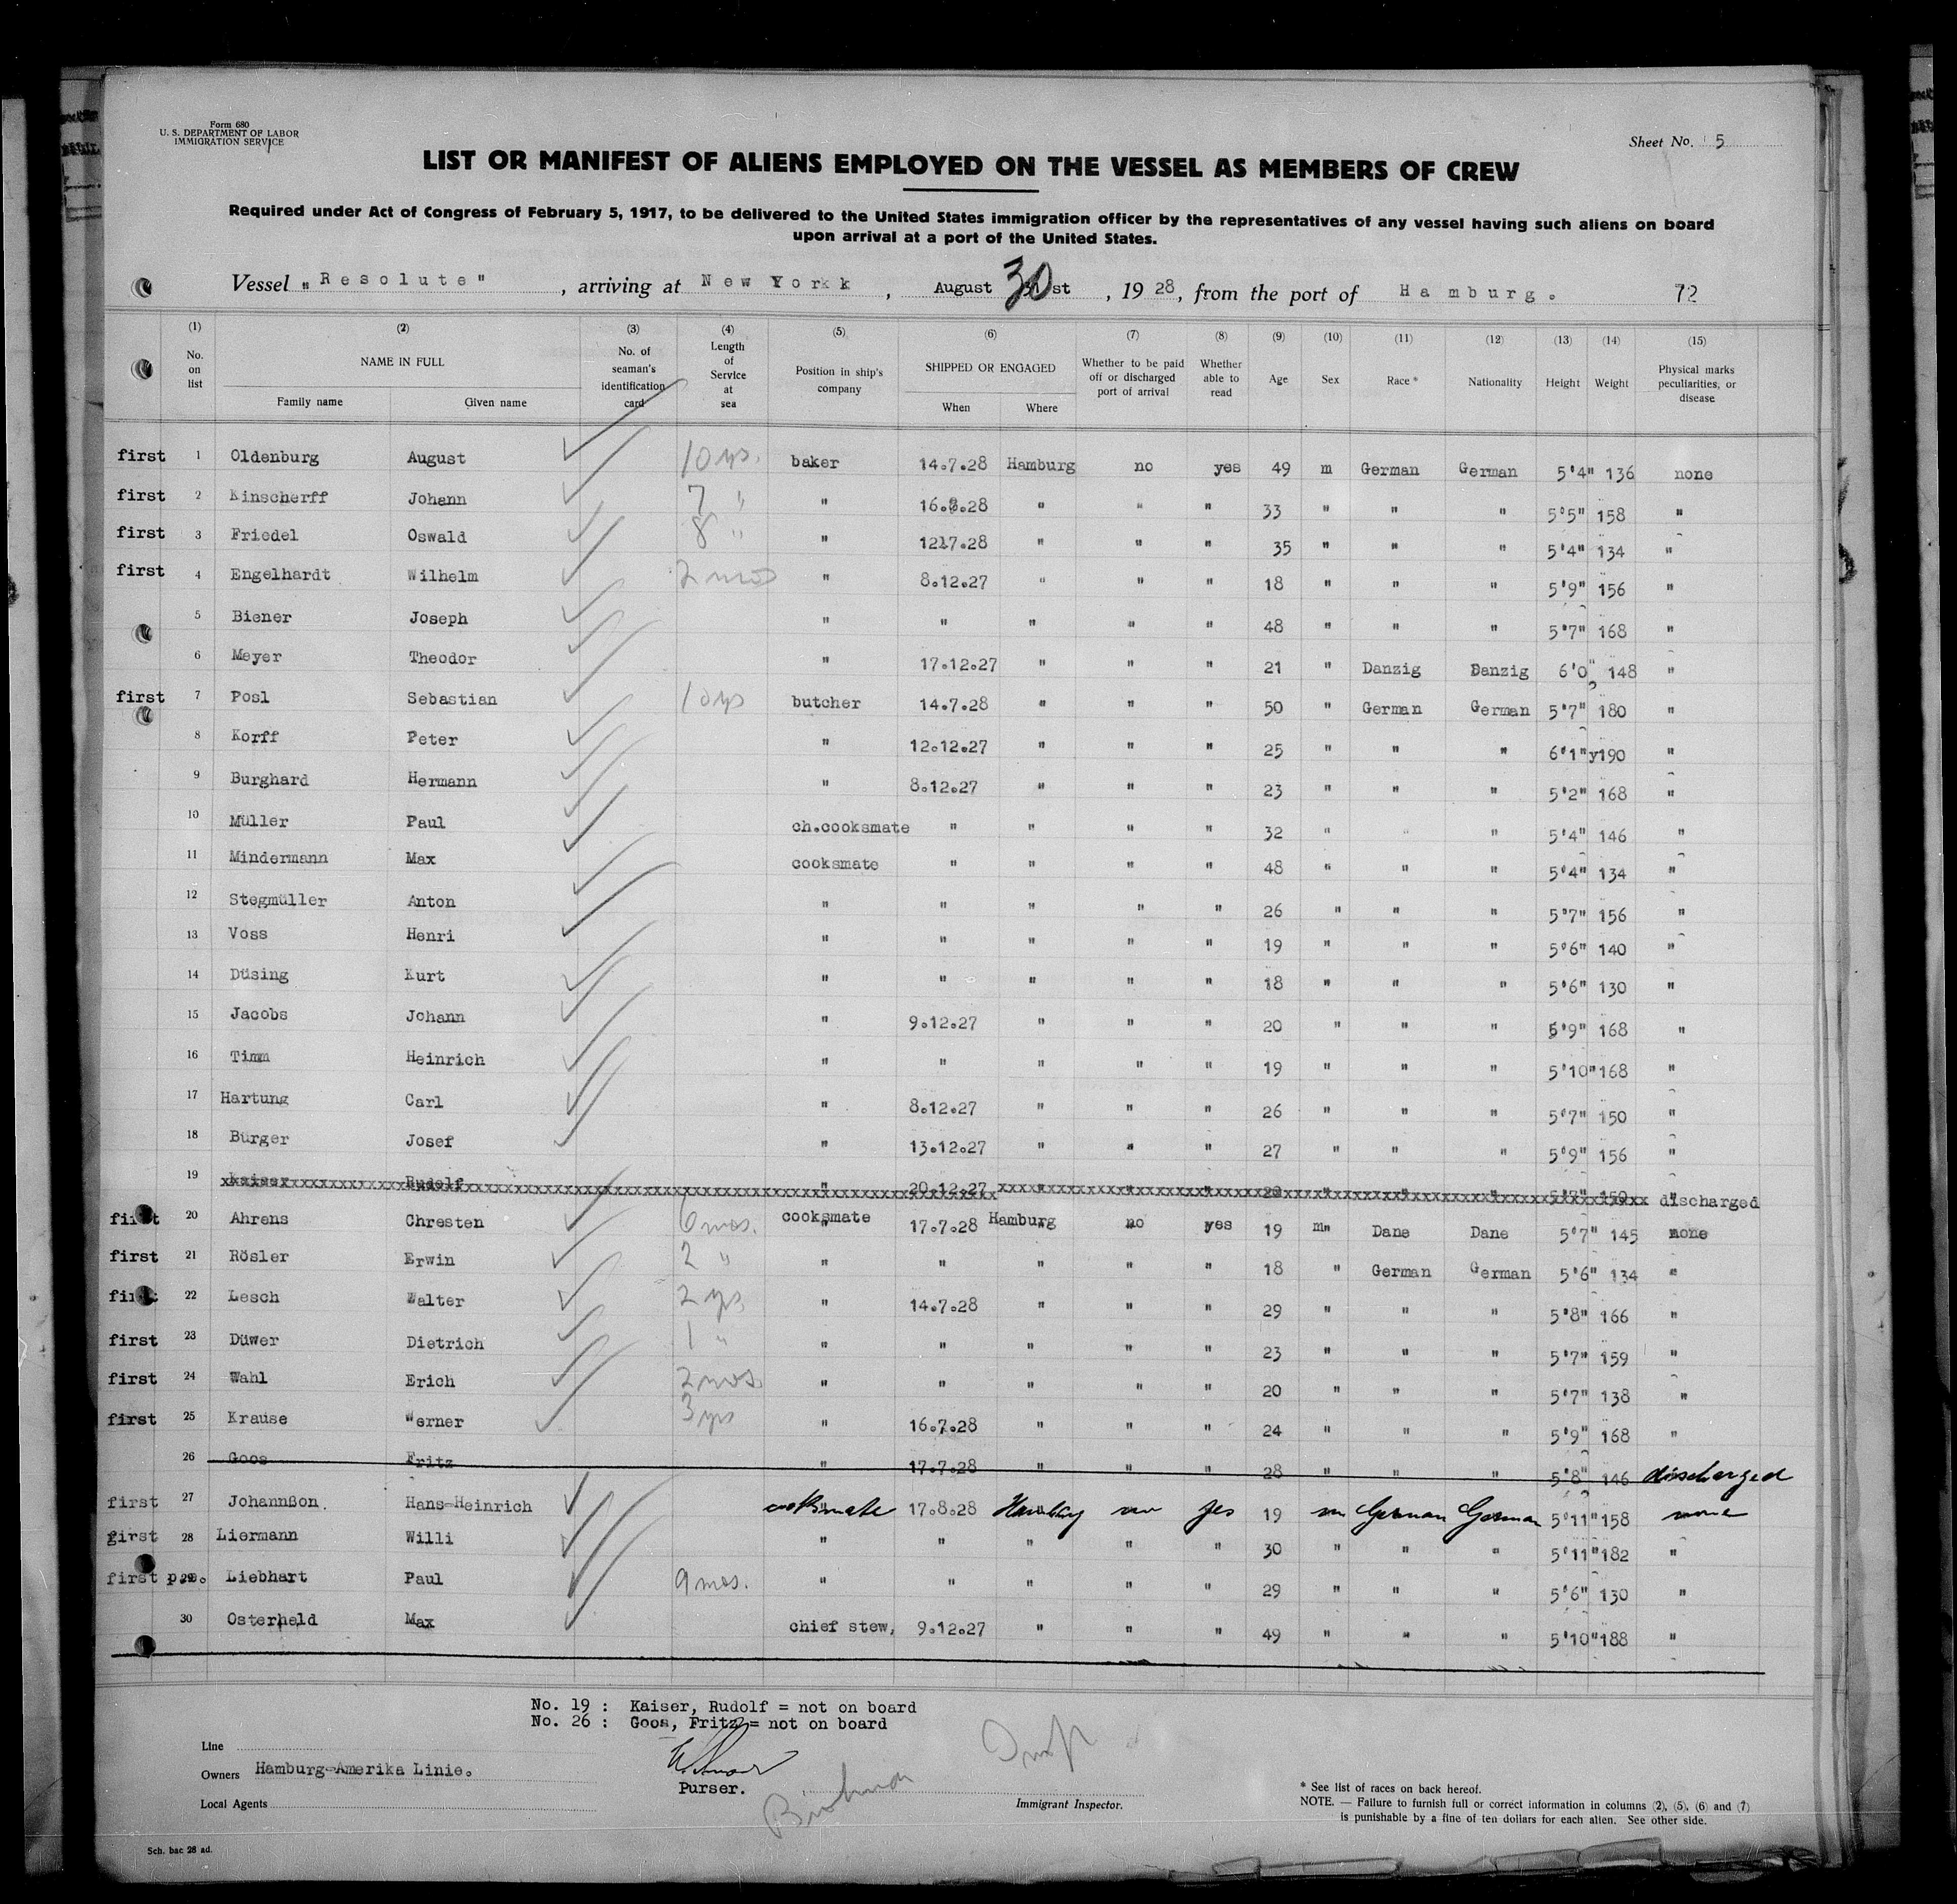 Form 680
U. S. DEPARTMENT OF LABOR
IMMIGRATION SERVICE
Sheet No. 5
LIST OR MANIFEST OF ALIENS EMPLOYED ON THE VESSEL AS MEMBERS OF CREW
Required under Act of Congress of February 5, 1917, to be delivered to the United States immigration officer by the representatives of any vessel having such aliens on board
upon arrival at a port of the United States.
Vessel "Resolute", arriving at New York, August 30 st, 1928, from the port of Hamburg. 72
(1) (2) (3) (4) (5) (6) (7) (8) (9) (10) (11) (12) (13) (14) (15)
No. on list NAME IN FULL Family name Given name No. of seaman's identification card Length of Service at sea Position in ship's company SHIPPED OR ENGAGED When Where Whether to be paid off or discharged port of arrival Whether able to read Age Sex Race * Nationality Height Weight Physical marks peculiarities, or disease
first 1 Oldenburg August 10 yrs. baker 14.7.28 Hamburg no yes 49 m German German 5'4" 136 none
first 2 Kinscherff Johann 7 " " 16. .28 " " " 33 " " " 5'5" 158 "
first 3 Friedel Oswald 8 " " 1217.28 " " " 35 " " " 5'4" 134 "
first 4 Engelhardt Wilhelm 2 mos " 8.12.27 " " " 18 " " " 5'9" 156 "
5 Biener Joseph " " " " " 48 " " " 5'7" 168 "
6 Meyer Theodor " 17.12.27 " " " 21 " Danzig Danzig 6'0" 148 "
first 7 Posl Sebastian 10 yrs butcher 14.7.28 " " " 50 " German German 5'7" 180 "
8 Korff Peter " 12.12.27 " " " 25 " " " 6'1"y190 "
9 Burghard Hermann " 8.12.27 " " " 23 " " " 5'2" 168 "
10 Müller Paul ch.cooksmate " " " " 32 " " " 5'4" 146 "
11 Mindermann Max cooksmate " " " " 48 " " " 5'4" 134 "
12 Stegmüller Anton " " " " " 26 " " " 5'7" 156 "
13 Voss Henri " " " " " 19 " " " 5'6" 140 "
14 Düsing Kurt " " " " " 18 " " " 5'6" 130 "
15 Jacobs Johann " 9.12.27 " " " 20 " " " 5'9" 168 "
16 Timm Heinrich " " " " " 19 " " " 5'10" 168 "
17 Hartung Carl " 8.12.27 " " " 26 " " " 5'7" 150 "
18 Bürger Josef " 13.12.27 " " " 27 " " " 5'9" 156 "
19 Kaiser Rudolf " 20.12.27 " " " " " " 5'7" 150 " discharged
first 20 Ahrens Chresten 6 mos. cooksmate 17.7.28 Hamburg no yes 19 m" Dane Dane 5'7" 145 none
first 21 Rösler Erwin 2 " " " " " " 18 " German German 5'6" 134 "
first 22 Lesch Walter 2 yrs " 14.7.28 " " " 29 " " " 5'8" 166 "
first 23 Düwer Dietrich 1 " " " " " " 23 " " " 5'7" 159 "
first 24 Wahl Erich 2 mos " " " " " 20 " " " 5'7" 138 "
first 25 Krause Werner 3 yrs " 16.7.28 " " " 24 " " " 5'9" 168 "
26 Goos Fritz " 17.7.28 " " " 28 " " " 5'8" 146 discharged
first 27 Johannßon Hans-Heinrich cooksmate 17.8.28 Hamburg no yes 19 m German German 5'11" 158 none
first 28 Liermann Willi " " " " " 30 " " " 5'11" 182 "
first p.m. 29 Liebhart Paul 9 mos. " " " " " 29 " " " 5'6" 130 "
30 Osterheld Max chief stew. 9.12.27 " " " 49 " " " 5'10" 188 "
No. 19 : Kaiser, Rudolf = not on board
No. 26 : Goos, Fritz = not on board
Line
Owners Hamburg-Amerika Linie.
Purser.
Local Agents
Immigrant Inspector.
* See list of races on back hereof.
NOTE. — Failure to furnish full or correct information in columns (2), (5), (6) and (7)
is punishable by a fine of ten dollars for each alien. See other side.
Sch. bac 28 ad.